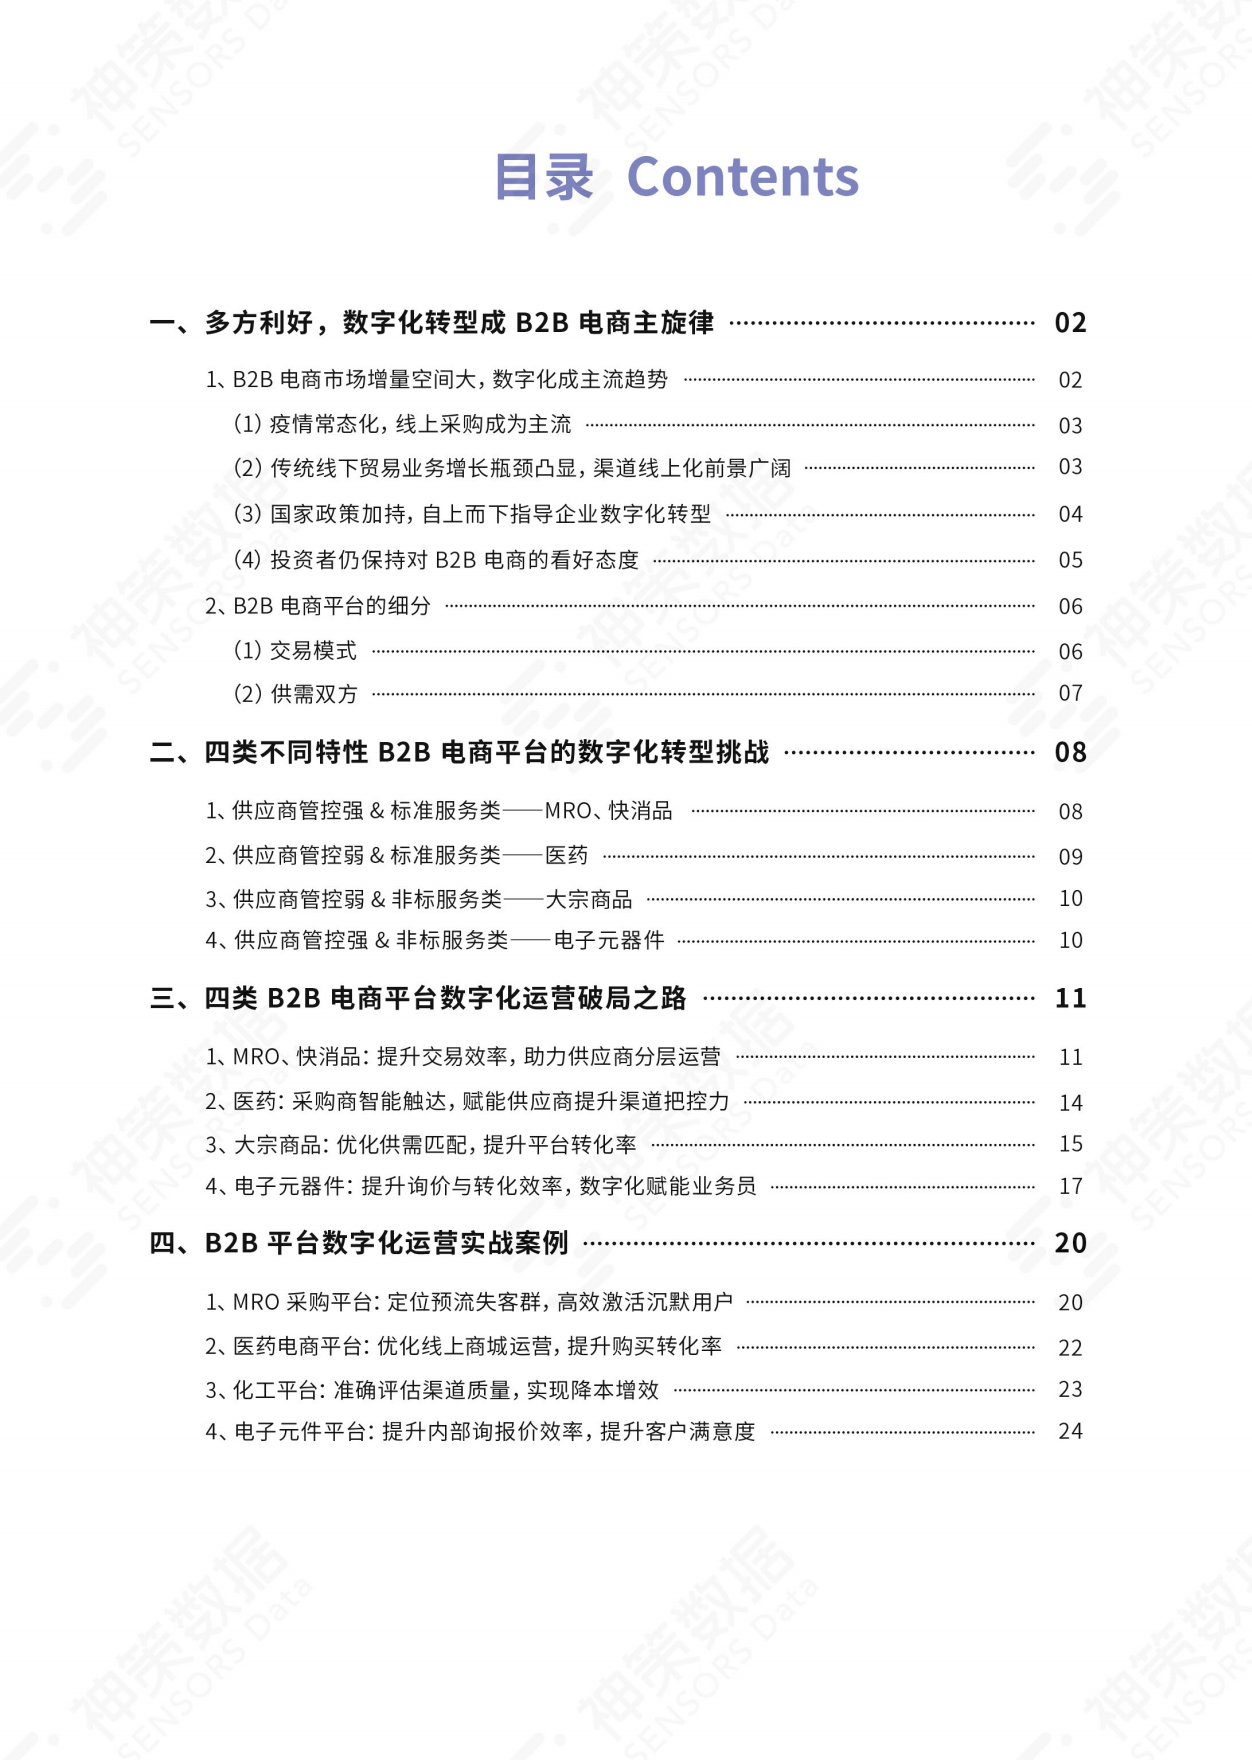 目录 Contents
一、多方利好，数字化转型成 B2B 电商主旋律 02
1、B2B 电商市场增量空间大，数字化成主流趋势 02
（1）疫情常态化，线上采购成为主流 03
（2）传统线下贸易业务增长瓶颈凸显，渠道线上化前景广阔 03
（3）国家政策加持，自上而下指导企业数字化转型 04
（4）投资者仍保持对 B2B 电商的看好态度 05
2、B2B 电商平台的细分 06
（1）交易模式 06
（2）供需双方 07
二、四类不同特性 B2B 电商平台的数字化转型挑战 08
1、供应商管控强 & 标准服务类——MRO、快消品 08
2、供应商管控弱 & 标准服务类——医药 09
3、供应商管控弱 & 非标服务类——大宗商品 10
4、供应商管控强 & 非标服务类——电子元器件 10
三、四类 B2B 电商平台数字化运营破局之路 11
1、MRO、快消品：提升交易效率，助力供应商分层运营 11
2、医药：采购商智能触达，赋能供应商提升渠道把控力 14
3、大宗商品：优化供需匹配，提升平台转化率 15
4、电子元器件：提升询价与转化效率，数字化赋能业务员 17
四、B2B 平台数字化运营实战案例 20
1、MRO 采购平台：定位预流失客群，高效激活沉默用户 20
2、医药电商平台：优化线上商城运营，提升购买转化率 22
3、化工平台：准确评估渠道质量，实现降本增效 23
4、电子元件平台：提升内部询报价效率，提升客户满意度 24
神策数据
SENSORS Data